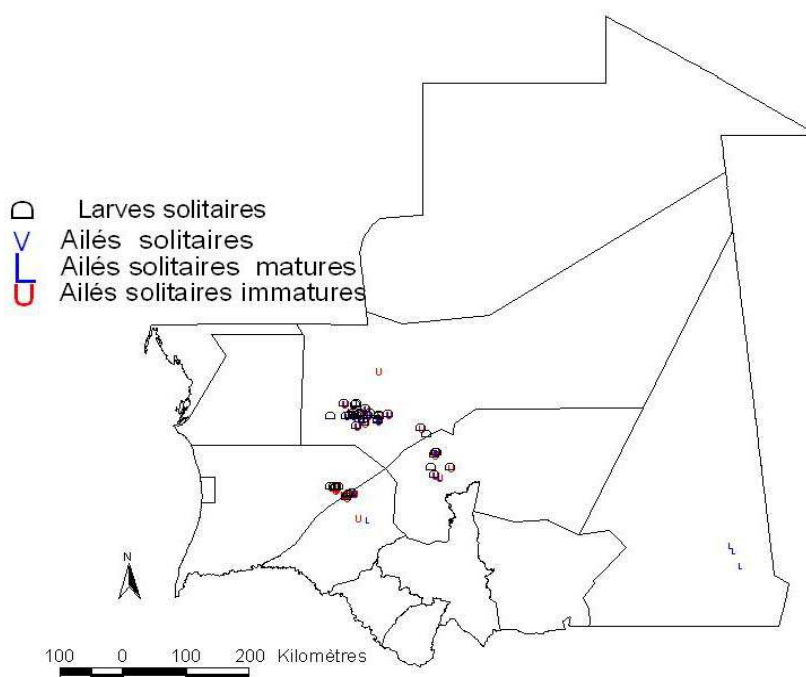 D Larves solitaires
V Ailés solitaires
L Ailés solitaires matures
U Ailés solitaires immatures
U
U L
L
L
L
N
100 0 100 200 Kilomètres